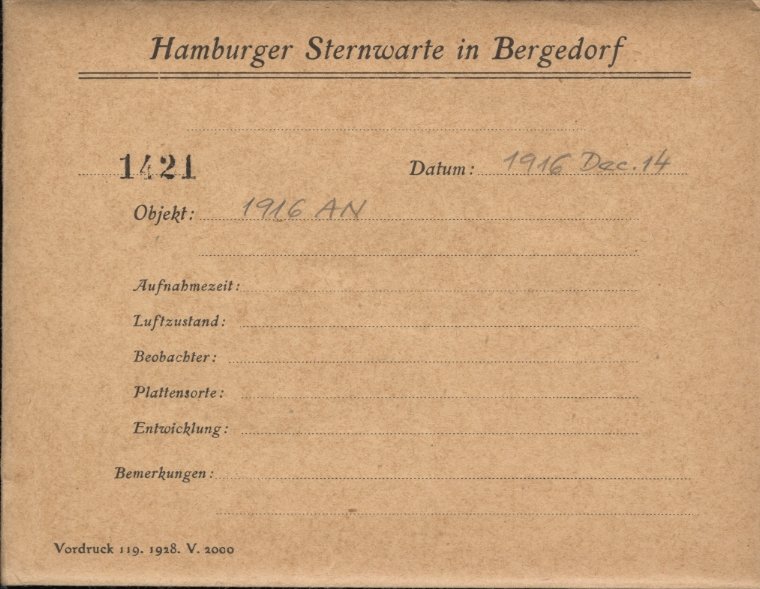 Hamburger Sternwarte in Bergedorf
1421 Datum: 1916 Dec. 14
Objekt: 1916 AN
Aufnahmezeit:
Luftzustand:
Beobachter:
Plattensorte:
Entwicklung:
Bemerkungen:
Vordruck 119. 1928. V. 2000